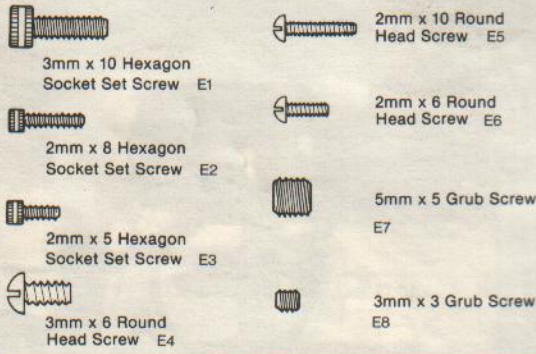 3mm x 10 Hexagon
Socket Set Screw E1
2mm x 8 Hexagon
Socket Set Screw E2
2mm x 5 Hexagon
Socket Set Screw E3
3mm x 6 Round
Head Screw E4
2mm x 10 Round
Head Screw E5
2mm x 6 Round
Head Screw E6
5mm x 5 Grub Screw
E7
3mm x 3 Grub Screw
E8